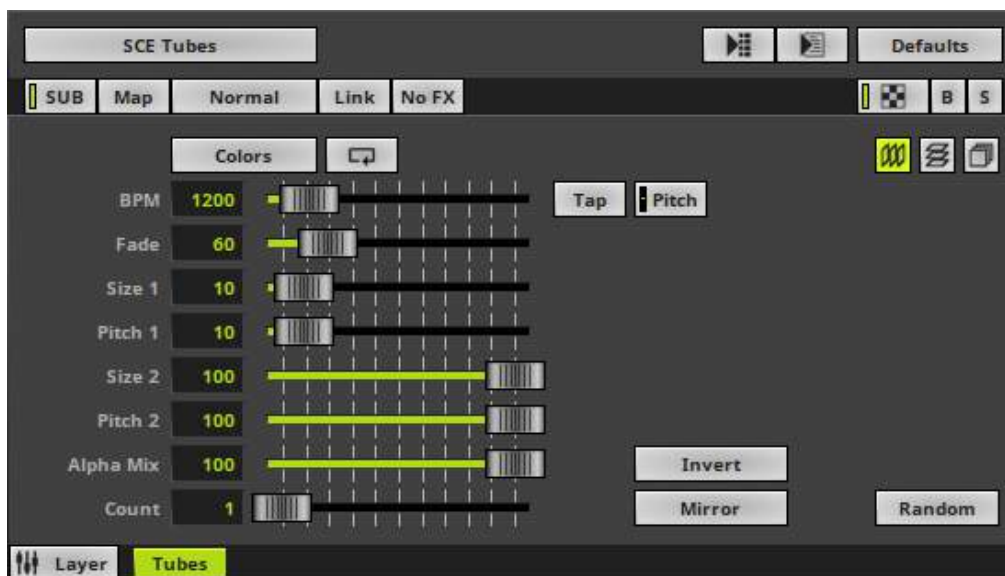 SCE Tubes Defaults
SUB Map Normal Link No FX B S
Colors
BPM 1200 Tap Pitch
Fade 60
Size 1 10
Pitch 1 10
Size 2 100
Pitch 2 100
Alpha Mix 100 Invert
Count 1 Mirror Random
Layer Tubes